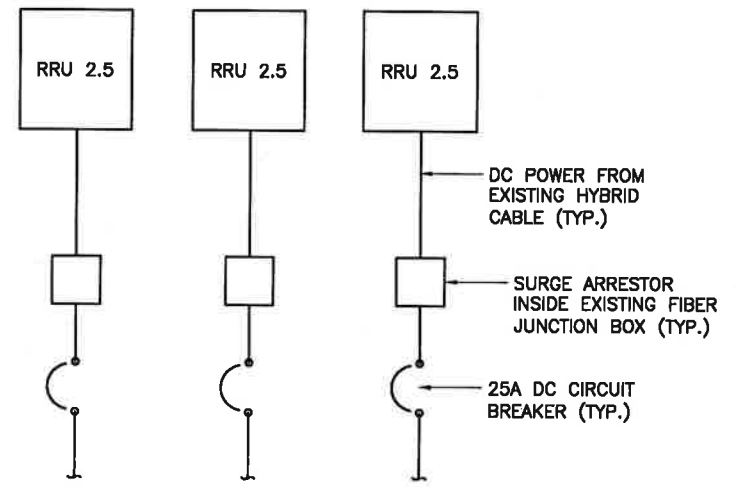 RRU 2.5
RRU 2.5
RRU 2.5
DC POWER FROM
EXISTING HYBRID
CABLE (TYP.)
SURGE ARRESTOR
INSIDE EXISTING FIBER
JUNCTION BOX (TYP.)
25A DC CIRCUIT
BREAKER (TYP.)